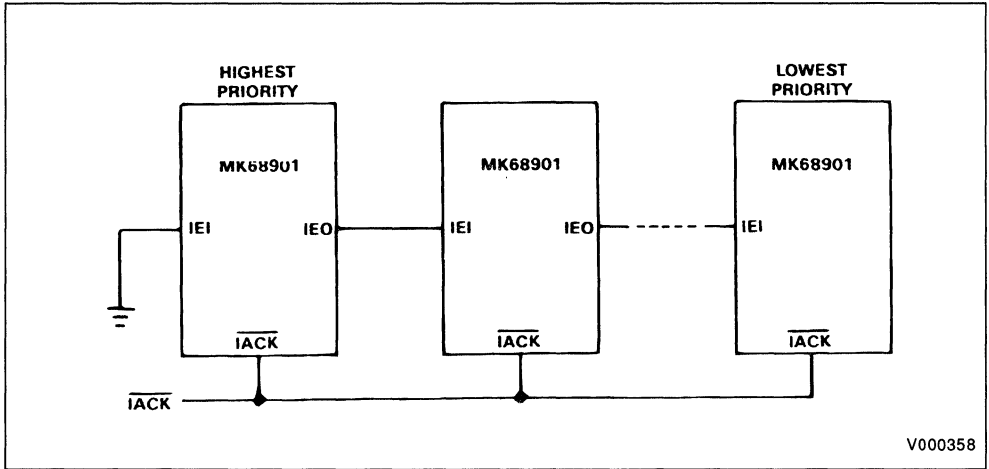 HIGHEST
PRIORITY
LOWEST
PRIORITY
MK68901
MK68901
MK68901
IEI
IEO
IEI
IEO
IEI
IACK
IACK
IACK
IACK
V000358